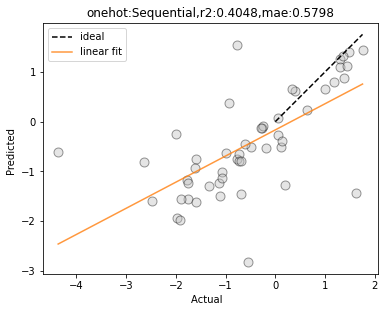 onehot:Sequential,r2:0.4048,mae:0.5798
ideal
linear fit
Predicted
1
0
−1
−2
−3
−4
−3
−2
−1
0
1
2
Actual